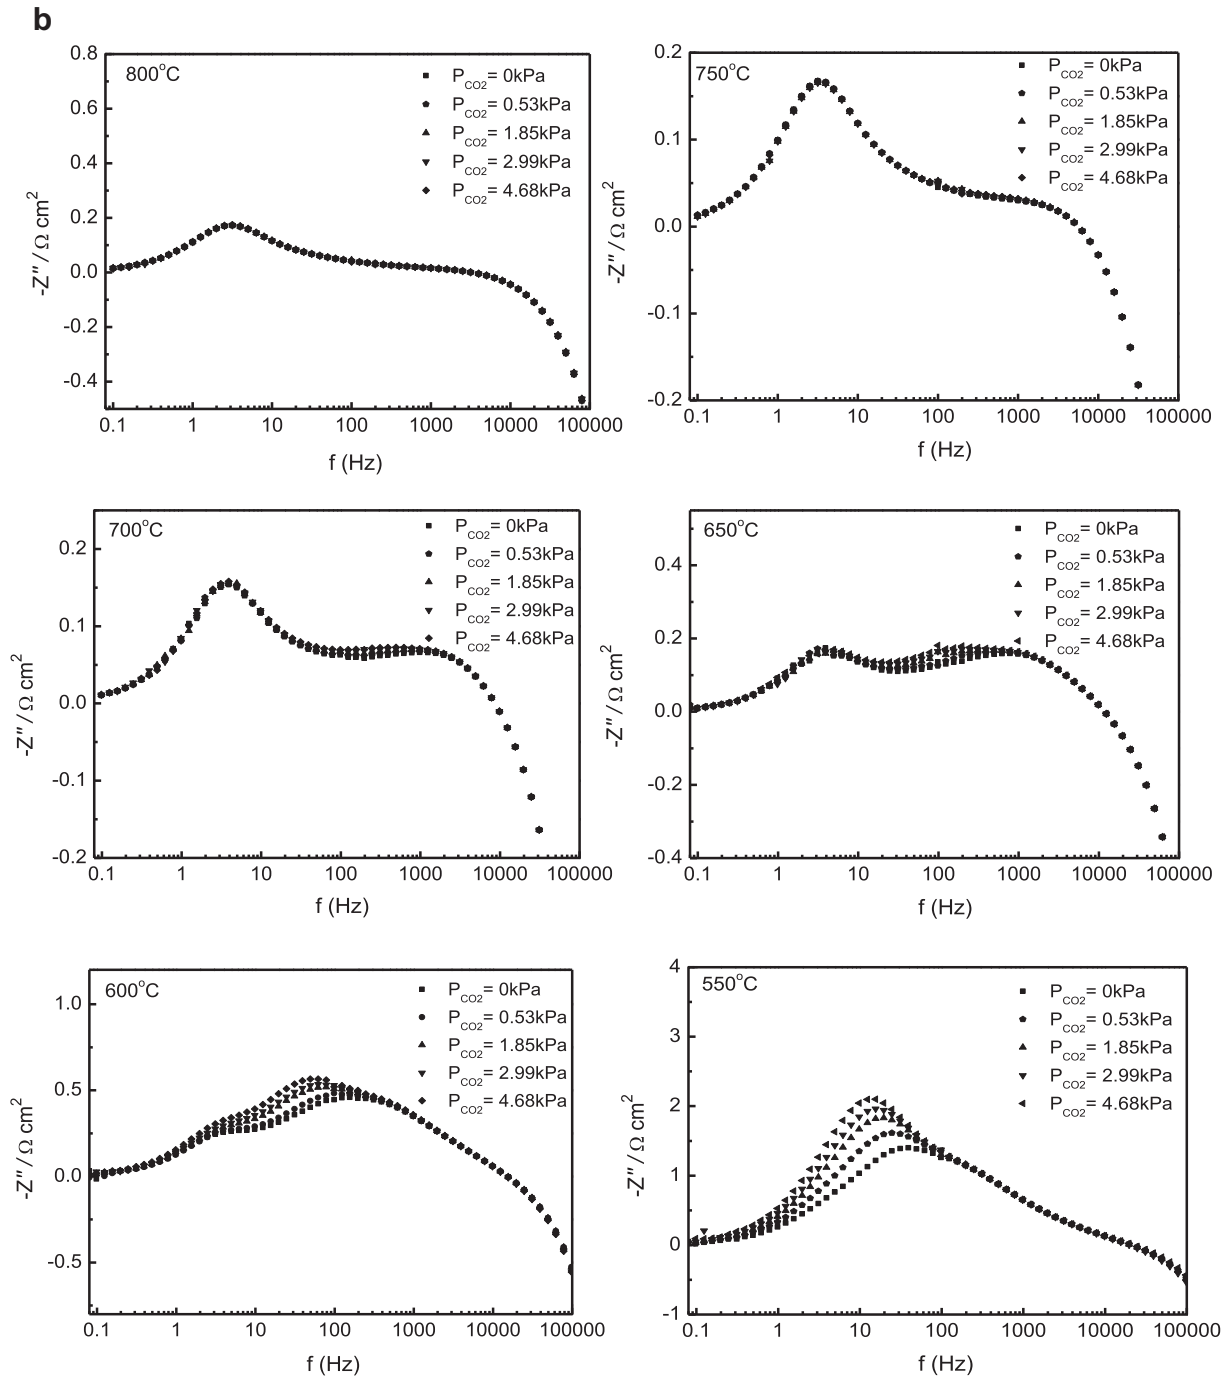 b
800°C
P_CO2= 0kPa
P_CO2= 0.53kPa
P_CO2= 1.85kPa
P_CO2= 2.99kPa
P_CO2= 4.68kPa
0.8
0.6
0.4
0.2
0.0
-0.2
-0.4
-Z'' / Ω cm²
0.1 1 10 100 1000 10000 100000
f (Hz)
750°C
P_CO2= 0kPa
P_CO2= 0.53kPa
P_CO2= 1.85kPa
P_CO2= 2.99kPa
P_CO2= 4.68kPa
0.2
0.1
0.0
-0.1
-0.2
-Z'' / Ω cm²
0.1 1 10 100 1000 10000 100000
f (Hz)
700°C
P_CO2= 0kPa
P_CO2= 0.53kPa
P_CO2= 1.85kPa
P_CO2= 2.99kPa
P_CO2= 4.68kPa
0.2
0.1
0.0
-0.1
-0.2
-Z'' / Ω cm²
0.1 1 10 100 1000 10000 100000
f (Hz)
650°C
P_CO2= 0kPa
P_CO2= 0.53kPa
P_CO2= 1.85kPa
P_CO2= 2.99kPa
P_CO2= 4.68kPa
0.4
0.2
0.0
-0.2
-0.4
-Z'' / Ω cm²
0.1 1 10 100 1000 10000 100000
f (Hz)
600°C
P_CO2= 0kPa
P_CO2= 0.53kPa
P_CO2= 1.85kPa
P_CO2= 2.99kPa
P_CO2= 4.68kPa
1.0
0.5
0.0
-0.5
-Z'' / Ω cm²
0.1 1 10 100 1000 10000 100000
f (Hz)
550°C
P_CO2= 0kPa
P_CO2= 0.53kPa
P_CO2= 1.85kPa
P_CO2= 2.99kPa
P_CO2= 4.68kPa
4
3
2
1
0
-1
-Z'' / Ω cm²
0.1 1 10 100 1000 10000 100000
f (Hz)